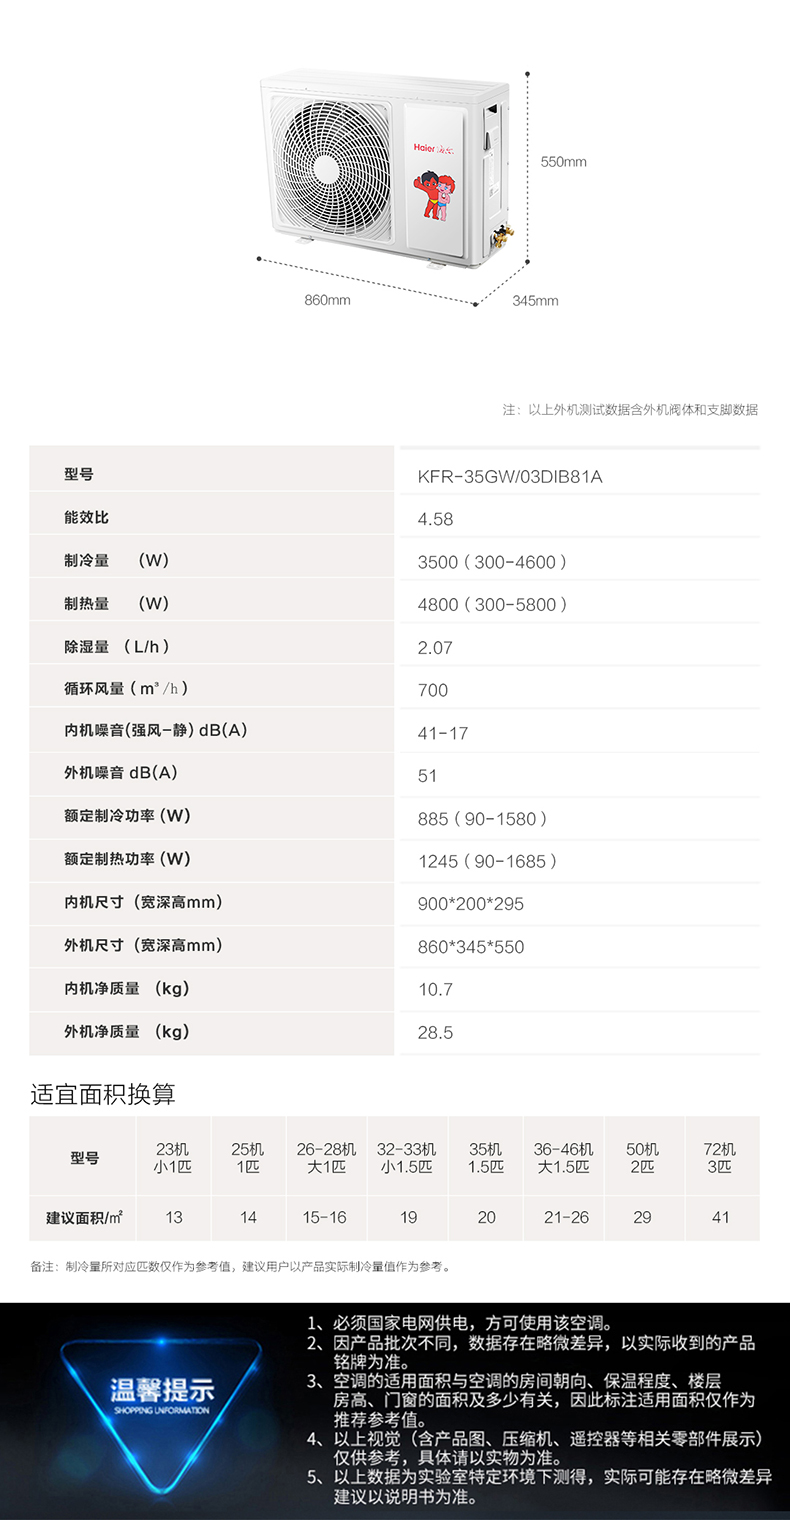 Haier
550mm
860mm
345mm
注：以上外机测试数据含外机阀体和支脚数据
型号 KFR-35GW/03DIB81A
能效比 4.58
制冷量 （W） 3500（300-4600）
制热量 （W） 4800（300-5800）
除湿量 （L/h） 2.07
循环风量（m³/h） 700
内机噪音(强风-静) dB(A) 41-17
外机噪音 dB(A) 51
额定制冷功率(W) 885（90-1580）
额定制热功率(W) 1245（90-1685）
内机尺寸（宽深高mm） 900*200*295
外机尺寸（宽深高mm） 860*345*550
内机净质量 （kg） 10.7
外机净质量 （kg） 28.5
适宜面积换算
型号 23机 25机 26-28机 32-33机 35机 36-46机 50机 72机
小1匹 1匹 大1匹 小1.5匹 1.5匹 大1.5匹 2匹 3匹
建议面积/㎡ 13 14 15-16 19 20 21-26 29 41
备注：制冷量所对应匹数仅作为参考值，建议用户以产品实际制冷量值作为参考。
温馨提示
SHOPPING LNFORMATION
1、必须国家电网供电，方可使用该空调。
2、因产品批次不同，数据存在略微差异，以实际收到的产品
铭牌为准。
3、空调的适用面积与空调的房间朝向、保温程度、楼层
房高、门窗的面积及多少有关，因此标注适用面积仅作为
推荐参考值。
4、以上视觉（含产品图、压缩机、遥控器等相关零部件展示）
仅供参考，具体请以实物为准。
5、以上数据为实验室特定环境下测得，实际可能存在略微差异
建议以说明书为准。